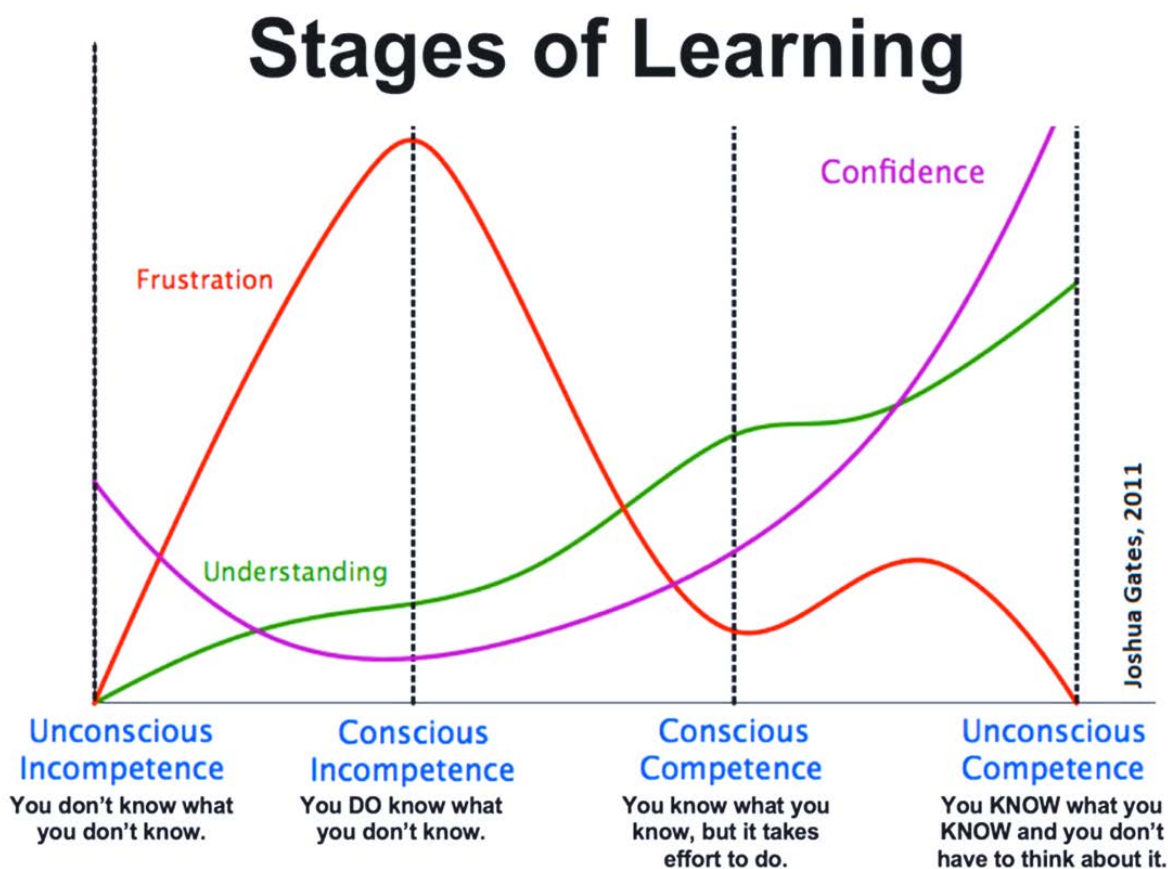 Stages of Learning
Confidence
Frustration
Understanding
Joshua Gates, 2011
Unconscious
Incompetence
You don't know what
you don't know.
Conscious
Incompetence
You DO know what
you don't know.
Conscious
Competence
You know what you
know, but it takes
effort to do.
Unconscious
Competence
You KNOW what you
KNOW and you don't
have to think about it.